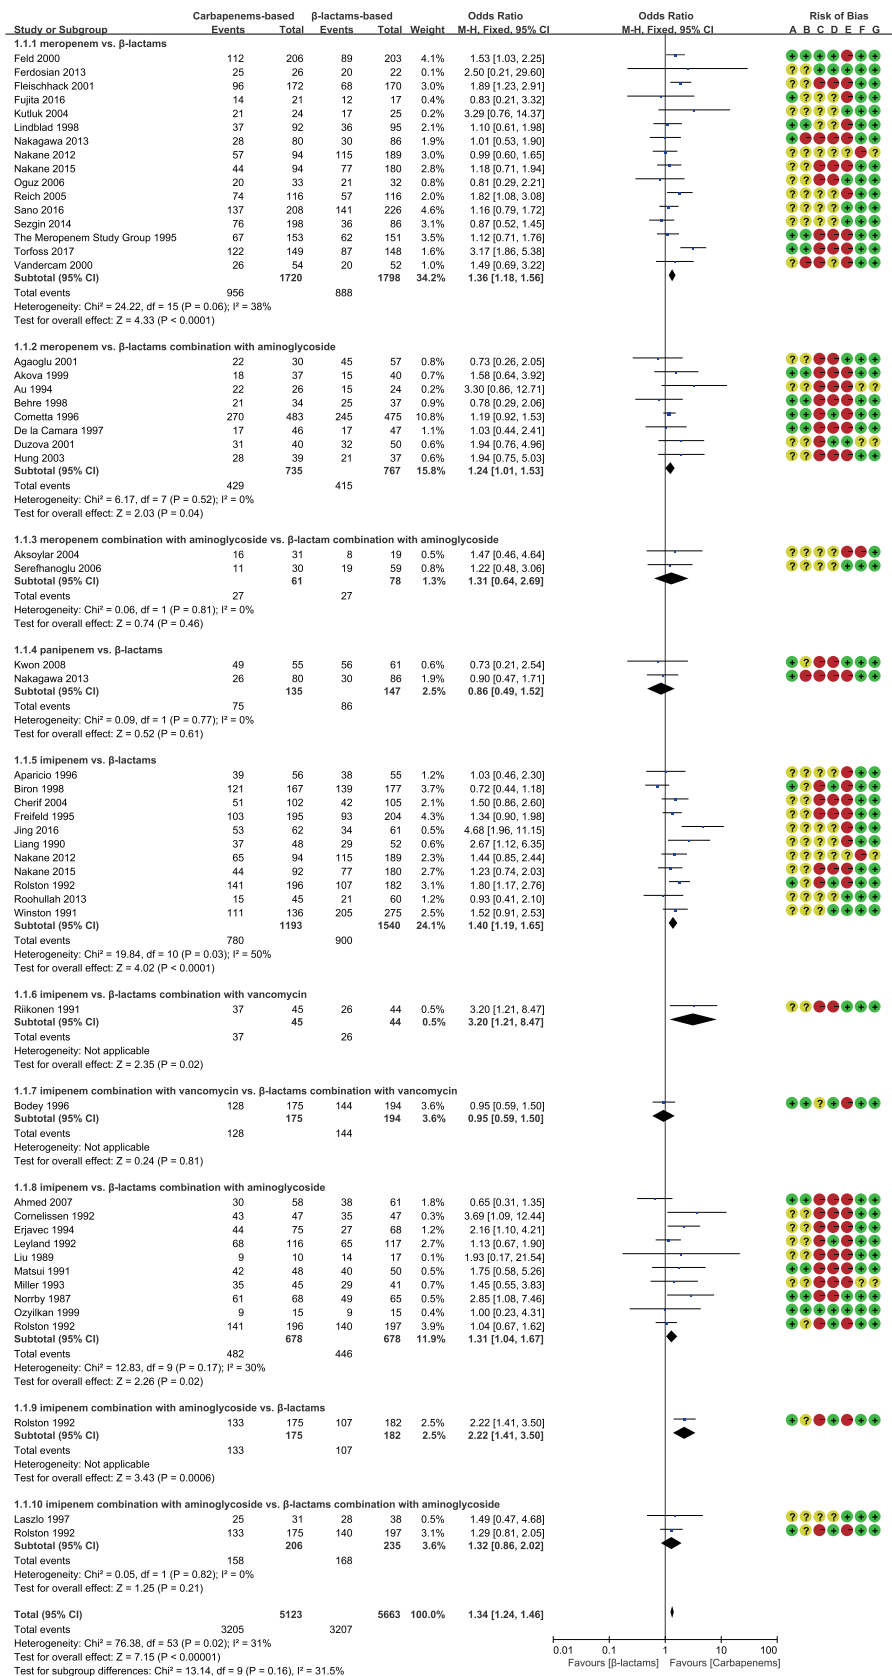 Carbapenems-based β-lactams-based Odds Ratio Odds Ratio Risk of Bias
Study or Subgroup Events Total Events Total Weight M-H, Fixed, 95% CI M-H, Fixed, 95% CI A B C D E F G
1.1.1 meropenem vs. β-lactams
Feld 2000 112 206 89 203 4.1% 1.53 [1.03, 2.25]
Ferdosian 2013 25 26 20 22 0.1% 2.50 [0.21, 29.60]
Fleischhack 2001 96 172 68 170 4.0% 1.89 [1.23, 2.91]
Fujita 2016 14 21 12 17 0.4% 0.83 [0.21, 3.32]
Kutluk 2004 21 24 17 25 0.2% 3.29 [0.76, 14.37]
Lindblad 1998 37 92 36 95 2.1% 1.10 [0.61, 1.98]
Nakagawa 2013 28 80 30 86 1.9% 1.01 [0.53, 1.90]
Nakane 2012 57 94 115 189 3.0% 0.99 [0.60, 1.65]
Nakane 2015 44 94 77 180 2.8% 1.18 [0.71, 1.94]
Oguz 2006 20 33 21 32 0.8% 0.81 [0.29, 2.21]
Reich 2005 74 116 57 116 2.0% 1.82 [1.08, 3.08]
Sano 2016 137 208 141 226 4.6% 1.16 [0.79, 1.72]
Sezgin 2014 76 198 36 86 3.1% 0.87 [0.52, 1.45]
The Meropenem Study Group 1995 67 153 62 151 3.5% 1.12 [0.71, 1.76]
Torfoss 2017 122 149 87 148 1.6% 3.17 [1.86, 5.38]
Vandercam 2000 26 54 20 52 1.0% 1.49 [0.69, 3.22]
Subtotal (95% CI) 1720 1798 34.2% 1.36 [1.18, 1.56]
Total events 956 888
Heterogeneity: Chi² = 24.22, df = 15 (P = 0.06); I² = 38%
Test for overall effect: Z = 4.33 (P < 0.0001)
1.1.2 meropenem vs. β-lactams combination with aminoglycoside
Agaoglu 2001 22 30 45 57 0.8% 0.73 [0.26, 2.05]
Akova 1999 18 37 15 40 0.7% 1.58 [0.64, 3.92]
Au 1994 22 26 15 24 0.2% 3.30 [0.86, 12.71]
Behre 1998 21 34 25 37 0.9% 0.78 [0.29, 2.06]
Cometta 1996 270 483 245 475 10.8% 1.19 [0.92, 1.53]
De la Camara 1997 17 46 17 47 1.1% 1.03 [0.44, 2.41]
Duzova 2001 31 40 32 50 0.6% 1.94 [0.76, 4.96]
Hung 2003 28 39 21 37 0.6% 1.94 [0.75, 5.03]
Subtotal (95% CI) 735 767 15.8% 1.24 [1.01, 1.53]
Total events 429 415
Heterogeneity: Chi² = 6.17, df = 7 (P = 0.52); I² = 0%
Test for overall effect: Z = 2.03 (P = 0.04)
1.1.3 meropenem combination with aminoglycoside vs. β-lactam combination with aminoglycoside
Aksoylar 2004 16 31 8 19 0.5% 1.47 [0.46, 4.64]
Serefhanoglu 2006 11 30 19 59 0.8% 1.22 [0.48, 3.06]
Subtotal (95% CI) 61 78 1.3% 1.31 [0.64, 2.69]
Total events 27 27
Heterogeneity: Chi² = 0.06, df = 1 (P = 0.81); I² = 0%
Test for overall effect: Z = 0.74 (P = 0.46)
1.1.4 panipenem vs. β-lactams
Kwon 2008 49 55 56 61 0.6% 0.73 [0.21, 2.54]
Nakagawa 2013 26 80 30 86 1.9% 0.90 [0.47, 1.71]
Subtotal (95% CI) 135 147 2.5% 0.86 [0.49, 1.52]
Total events 75 86
Heterogeneity: Chi² = 0.09, df = 1 (P = 0.77); I² = 0%
Test for overall effect: Z = 0.52 (P = 0.61)
1.1.5 imipenem vs. β-lactams
Aparicio 1996 39 56 38 55 1.2% 1.03 [0.46, 2.30]
Biron 1998 121 167 139 177 3.8% 0.72 [0.44, 1.18]
Cherif 2004 51 102 42 105 2.1% 1.50 [0.86, 2.60]
Freifeld 1995 103 195 93 204 4.3% 1.34 [0.90, 1.98]
Jing 2016 53 62 34 61 0.5% 4.68 [1.96, 11.15]
Liang 1990 37 48 29 52 0.7% 2.67 [1.12, 6.35]
Nakane 2012 65 94 115 189 2.3% 1.44 [0.85, 2.44]
Nakane 2015 44 92 77 180 2.7% 1.23 [0.74, 2.03]
Rolston 1992 141 196 107 182 3.1% 1.80 [1.17, 2.76]
Roohullah 2013 15 45 21 60 1.2% 0.93 [0.41, 2.10]
Winston 1991 111 136 205 275 2.5% 1.52 [0.91, 2.53]
Subtotal (95% CI) 1193 1540 24.1% 1.40 [1.19, 1.65]
Total events 780 900
Heterogeneity: Chi² = 19.84, df = 10 (P = 0.03); I² = 50%
Test for overall effect: Z = 4.02 (P < 0.0001)
1.1.6 imipenem vs. β-lactams combination with vancomycin
Riikonen 1991 37 45 26 44 0.5% 3.20 [1.21, 8.47]
Subtotal (95% CI) 45 44 0.5% 3.20 [1.21, 8.47]
Total events 37 26
Heterogeneity: Not applicable
Test for overall effect: Z = 2.35 (P = 0.02)
1.1.7 imipenem combination with vancomycin vs. β-lactams combination with vancomycin
Bodey 1996 128 175 144 194 3.6% 0.95 [0.59, 1.50]
Subtotal (95% CI) 175 194 3.6% 0.95 [0.59, 1.50]
Total events 128 144
Heterogeneity: Not applicable
Test for overall effect: Z = 0.24 (P = 0.81)
1.1.8 imipenem vs. β-lactams combination with aminoglycoside
Ahmed 2007 30 58 38 61 1.8% 0.65 [0.31, 1.35]
Cornelissen 1992 43 47 35 47 0.3% 3.69 [1.09, 12.44]
Erjavec 1994 44 75 27 68 1.2% 2.16 [1.10, 4.21]
Leyland 1992 68 116 65 117 2.7% 1.13 [0.67, 1.90]
Liu 1989 9 10 14 17 0.1% 1.93 [0.17, 21.54]
Matsui 1991 42 48 40 50 0.5% 1.75 [0.58, 5.26]
Miller 1993 35 45 29 41 0.7% 1.45 [0.55, 3.83]
Norrby 1987 61 68 49 65 0.5% 2.85 [1.08, 7.46]
Ozyilkan 1999 9 15 9 15 0.4% 1.00 [0.23, 4.31]
Rolston 1992 141 196 140 197 3.9% 1.04 [0.67, 1.62]
Subtotal (95% CI) 678 678 11.9% 1.31 [1.04, 1.67]
Total events 482 446
Heterogeneity: Chi² = 12.83, df = 9 (P = 0.17); I² = 30%
Test for overall effect: Z = 2.26 (P = 0.02)
1.1.9 imipenem combination with aminoglycoside vs. β-lactams
Rolston 1992 133 175 107 182 2.5% 2.22 [1.41, 3.50]
Subtotal (95% CI) 175 182 2.5% 2.22 [1.41, 3.50]
Total events 133 107
Heterogeneity: Not applicable
Test for overall effect: Z = 3.43 (P = 0.0006)
1.1.10 imipenem combination with aminoglycoside vs. β-lactams combination with aminoglycoside
Laszlo 1997 25 31 28 38 0.5% 1.49 [0.47, 4.68]
Rolston 1992 133 175 140 197 3.1% 1.29 [0.81, 2.05]
Subtotal (95% CI) 206 235 3.6% 1.32 [0.86, 2.02]
Total events 158 168
Heterogeneity: Chi² = 0.05, df = 1 (P = 0.82); I² = 0%
Test for overall effect: Z = 1.25 (P = 0.21)
Total (95% CI) 5123 5663 100.0% 1.34 [1.24, 1.46]
Total events 3205 3207
Heterogeneity: Chi² = 76.38, df = 53 (P = 0.02); I² = 31%
Test for overall effect: Z = 7.15 (P < 0.00001)
Test for subgroup differences: Chi² = 13.14, df = 9 (P = 0.16), I² = 31.5%
0.01 0.1 1 10 100
Favours [β-lactams] Favours [Carbapenems]